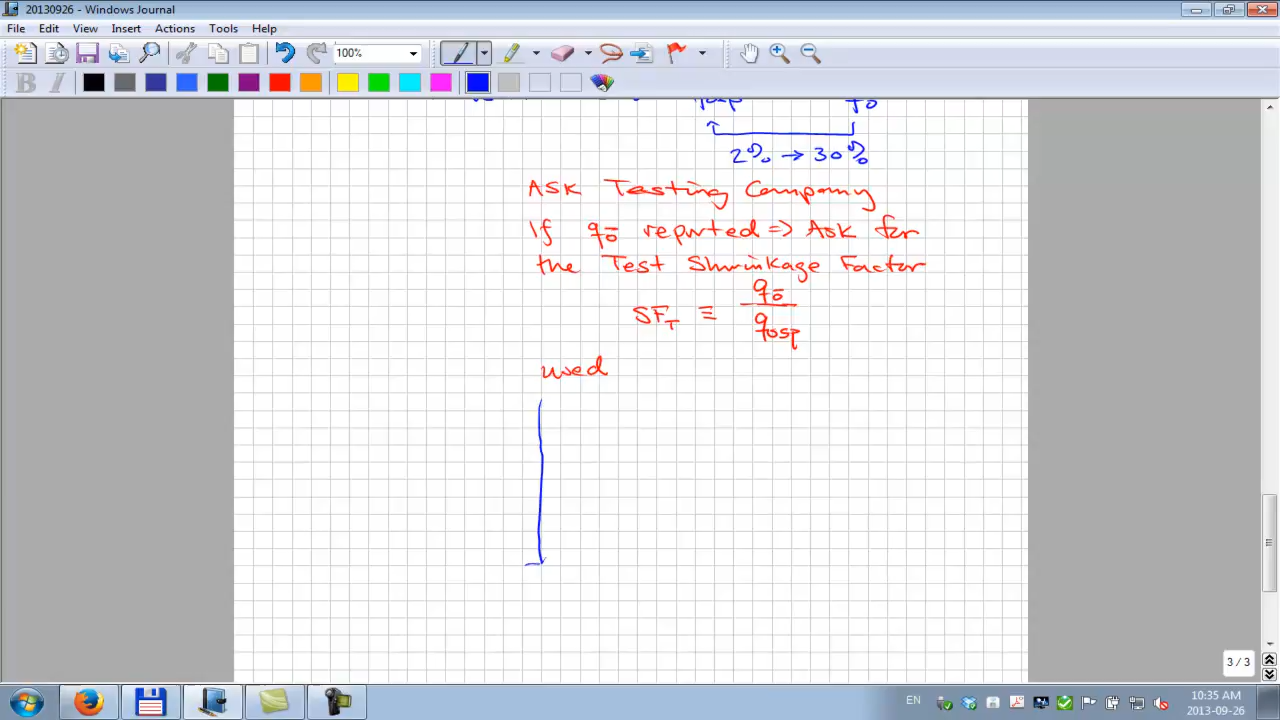 20130926 - Windows Journal
File Edit View Insert Actions Tools Help
100%
B I
2% → 30%
ASK Testing Company
If qō reported => Ask for
the Test Shrinkage Factor
SF_T ≡ qō / qosp
used
3 / 3
EN
10:35 AM
2013-09-26